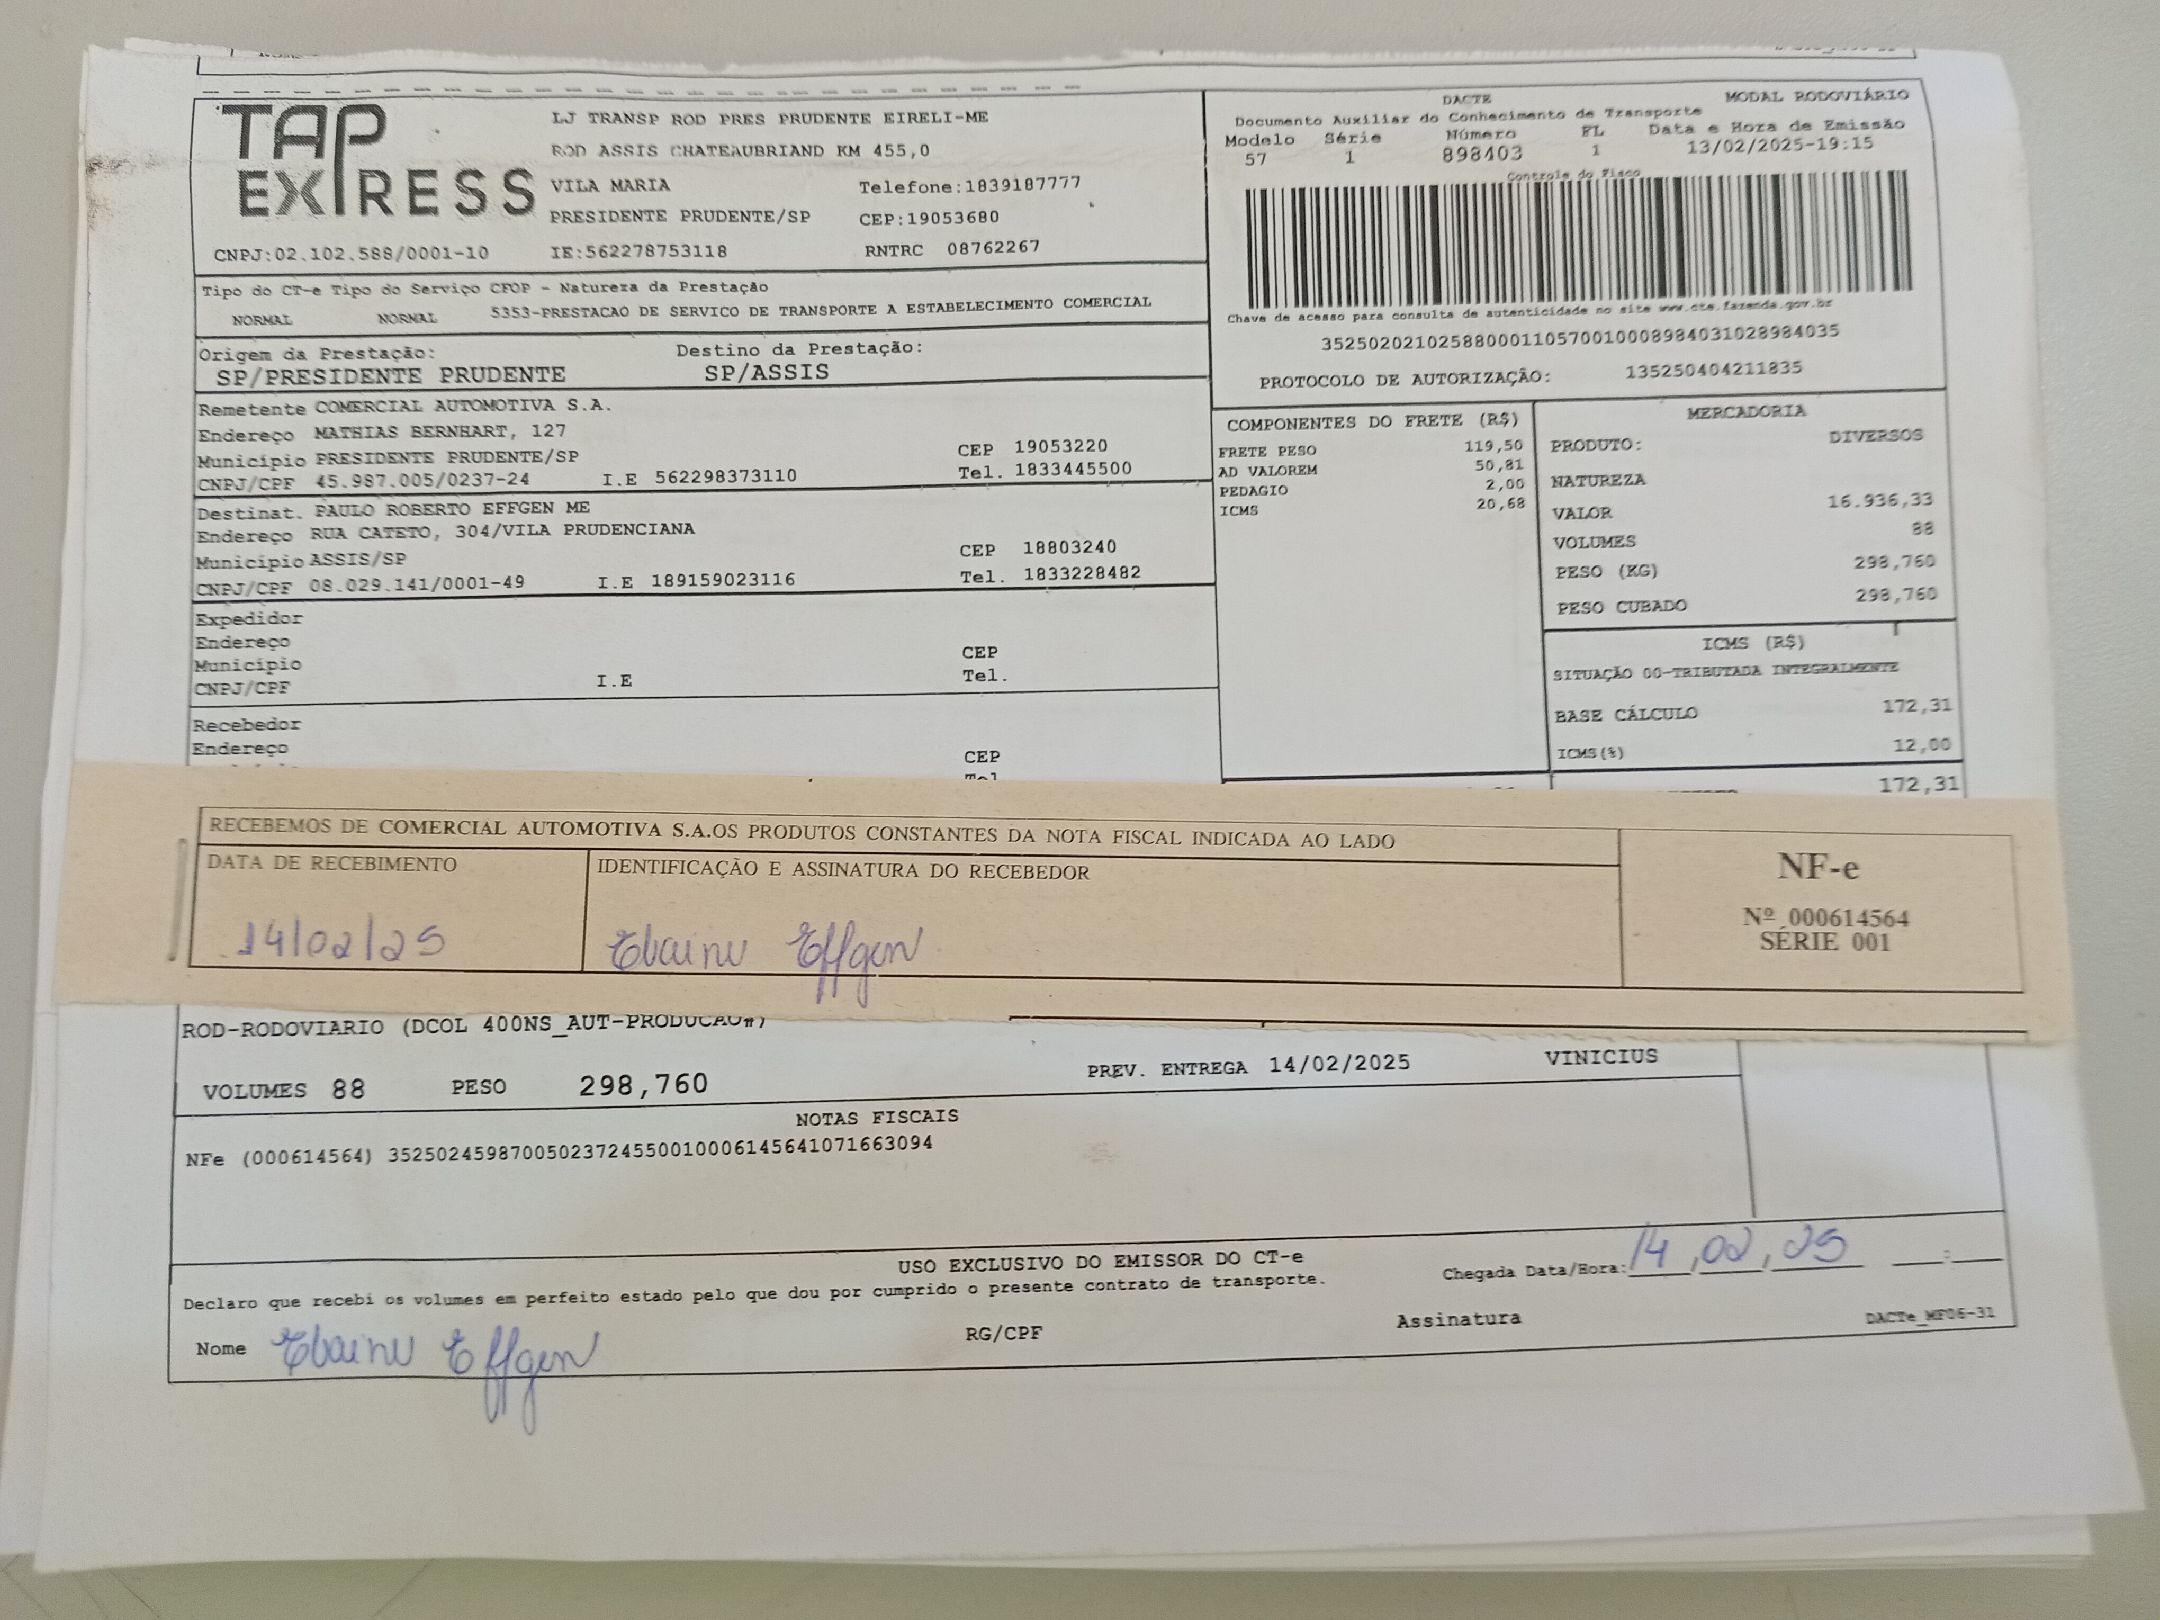 TAP
EXPRESS
LJ TRANSP ROD PRES PRUDENTE EIRELI-ME
ROD ASSIS CHATEAUBRIAND KM 455,0
VILA MARIA Telefone:1839187777
PRESIDENTE PRUDENTE/SP CEP:19053680
CNPJ:02.102.588/0001-10 IE:562278753118 RNTRC 08762267
DACTE MODAL RODOVIÁRIO
Documento Auxiliar do Conhecimento de Transporte
Modelo Série Número FL Data e Hora de Emissão
57 1 898403 1 13/02/2025-19:15
Controle do Fisco
Chave de acesso para consulta de autenticidade no site www.cte.fazenda.gov.br
35250202102588000110570010008984031028984035
PROTOCOLO DE AUTORIZAÇÃO: 135250404211835
Tipo do CT-e Tipo do Serviço CFOP - Natureza da Prestação
NORMAL NORMAL 5353-PRESTACAO DE SERVICO DE TRANSPORTE A ESTABELECIMENTO COMERCIAL
Origem da Prestação: Destino da Prestação:
SP/PRESIDENTE PRUDENTE SP/ASSIS
Remetente COMERCIAL AUTOMOTIVA S.A.
Endereço MATHIAS BERNHART, 127
Município PRESIDENTE PRUDENTE/SP CEP 19053220
CNPJ/CPF 45.987.005/0237-24 I.E 562298373110 Tel. 1833445500
Destinat. PAULO ROBERTO EFFGEN ME
Endereço RUA CATETO, 304/VILA PRUDENCIANA
Município ASSIS/SP CEP 18803240
CNPJ/CPF 08.029.141/0001-49 I.E 189159023116 Tel. 1833228482
Expedidor
Endereço
Município CEP
CNPJ/CPF I.E Tel.
Recebedor
Endereço CEP
Tel
COMPONENTES DO FRETE (R$)
FRETE PESO 119,50
AD VALOREM 50,81
PEDAGIO 2,00
ICMS 20,68
MERCADORIA
PRODUTO: DIVERSOS
NATUREZA
VALOR 16.936,33
VOLUMES 88
PESO (KG) 298,760
PESO CUBADO 298,760
ICMS (R$)
SITUAÇÃO 00-TRIBUTADA INTEGRALMENTE
BASE CÁLCULO 172,31
ICMS(%) 12,00
172,31
RECEBEMOS DE COMERCIAL AUTOMOTIVA S.A.OS PRODUTOS CONSTANTES DA NOTA FISCAL INDICADA AO LADO
DATA DE RECEBIMENTO IDENTIFICAÇÃO E ASSINATURA DO RECEBEDOR
14/02/25 Elaine Effgen
NF-e
Nº 000614564
SÉRIE 001
ROD-RODOVIARIO (DCOL 400NS_AUT-PRODUCAO#)
VOLUMES 88 PESO 298,760 PREV. ENTREGA 14/02/2025 VINICIUS
NOTAS FISCAIS
NFe (000614564) 35250245987005023724550010006145641071663094
USO EXCLUSIVO DO EMISSOR DO CT-e
Declaro que recebi os volumes em perfeito estado pelo que dou por cumprido o presente contrato de transporte.
Chegada Data/Hora: 14,02,25 :
Nome Elaine Effgen RG/CPF Assinatura DACTe_MF06-31